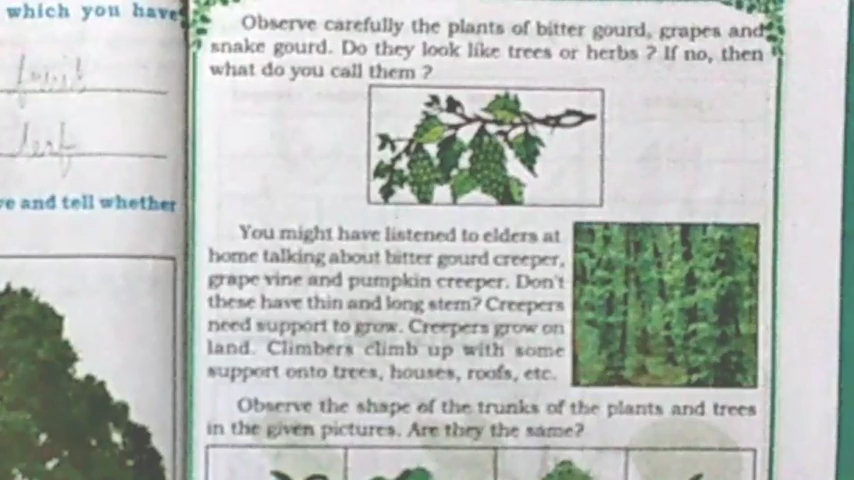 which you have
leaf
ve and tell whether
Observe carefully the plants of bitter gourd, grapes and
snake gourd. Do they look like trees or herbs ? If no, then
what do you call them ?
You might have listened to elders at
home talking about bitter gourd creeper,
grape vine and pumpkin creeper. Don't
these have thin and long stem? Creepers
need support to grow. Creepers grow on
land. Climbers climb up with some
support onto trees, houses, roofs, etc.
Observe the shape of the trunks of the plants and trees
in the given pictures. Are they the same?